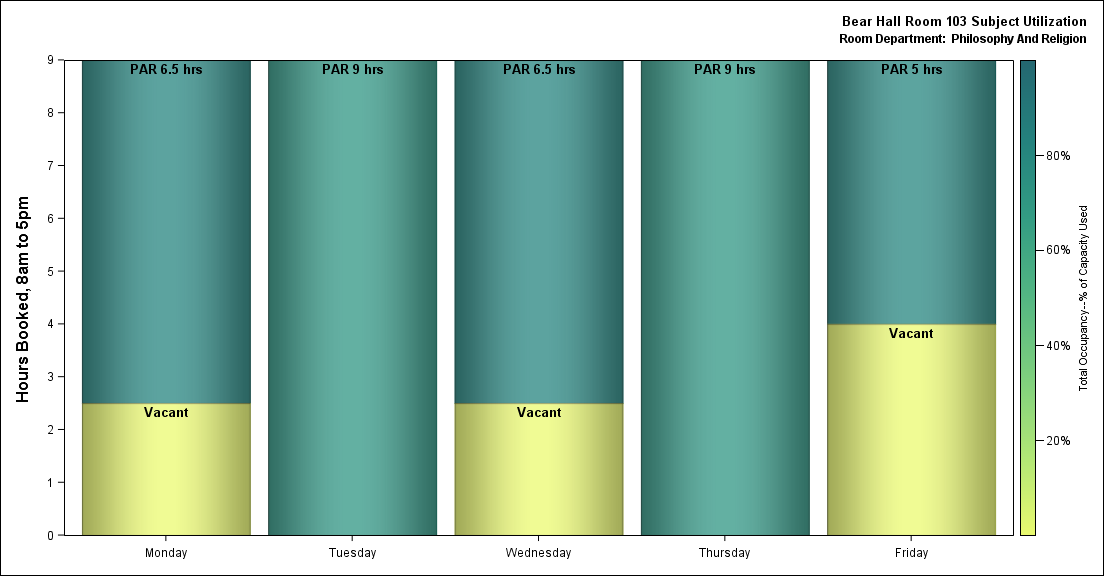 Bear Hall Room 103 Subject Utilization
Room Department: Philosophy And Religion
Hours Booked, 8am to 5pm
9
8
7
6
5
4
3
2
1
0
PAR 6.5 hrs
PAR 9 hrs
PAR 6.5 hrs
PAR 9 hrs
PAR 5 hrs
Vacant
Vacant
Vacant
Monday
Tuesday
Wednesday
Thursday
Friday
80%
60%
40%
20%
Total Occupancy--% of Capacity Used